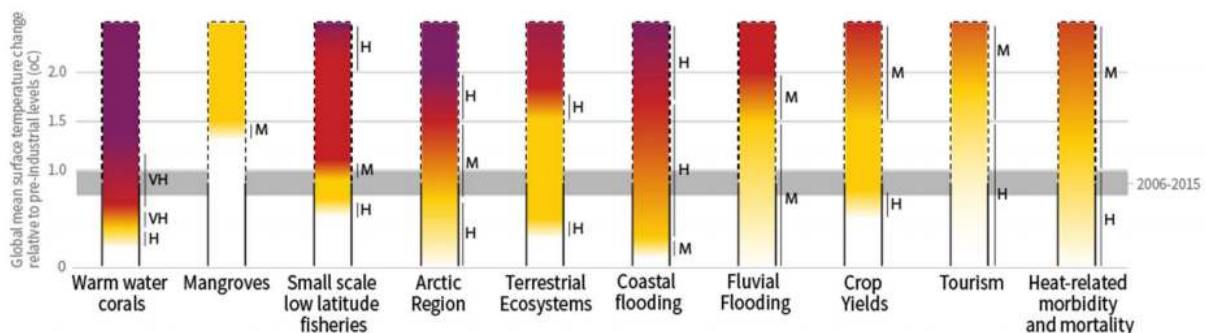 Global mean surface temperature change
relative to pre-industrial levels (oC)
2.0
1.5
1.0
0
VH
VH
H
M
H
M
H
H
M
H
H
H
H
H
M
M
M
M
H
M
H
M
H
2006-2015
Warm water
corals
Mangroves
Small scale
low latitude
fisheries
Arctic
Region
Terrestrial
Ecosystems
Coastal
flooding
Fluvial
Flooding
Crop
Yields
Tourism
Heat-related
morbidity
and mortality